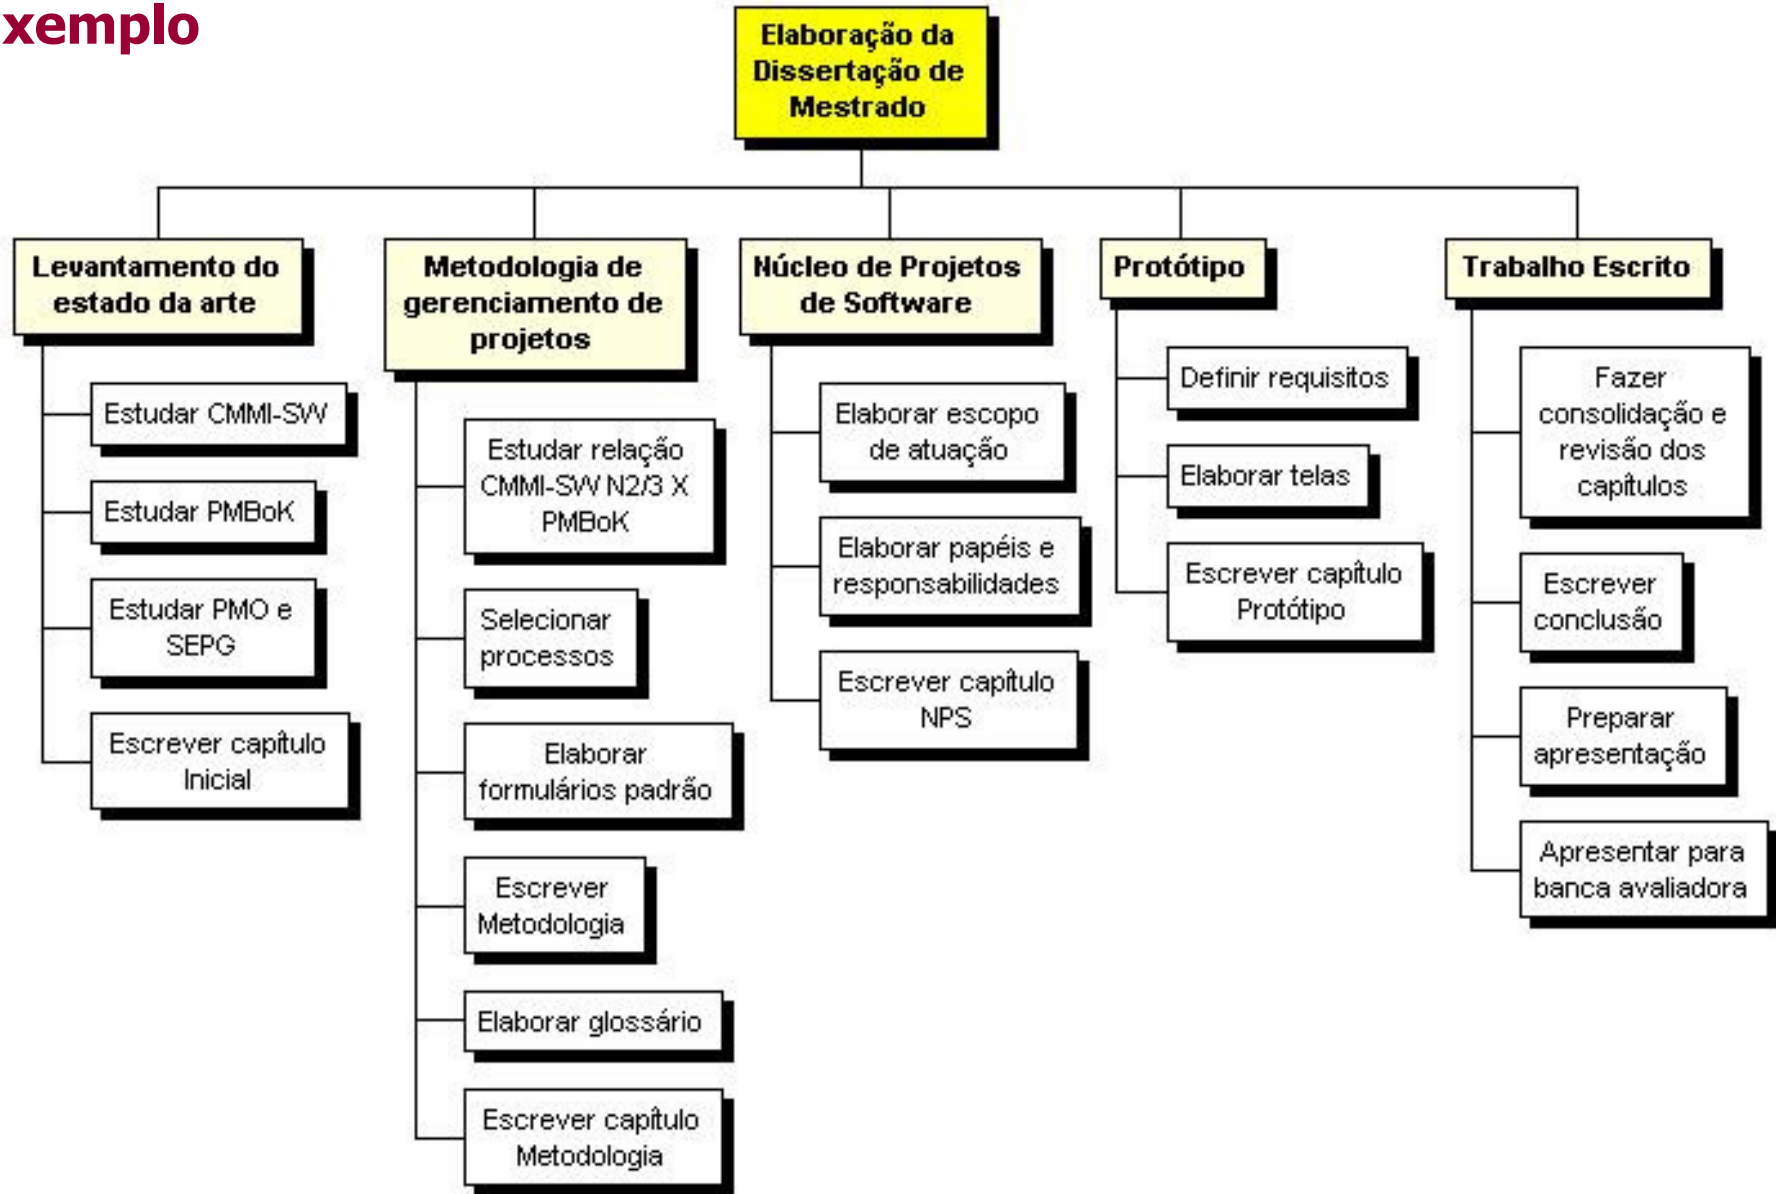 xemplo
Elaboração da
Dissertação de
Mestrado
Levantamento do
estado da arte
Estudar CMMI-SW
Estudar PMBoK
Estudar PMO e
SEPG
Escrever capítulo
Inicial
Metodologia de
gerenciamento de
projetos
Estudar relação
CMMI-SW N2/3 X
PMBoK
Selecionar
processos
Elaborar
formulários padrão
Escrever
Metodologia
Elaborar glossário
Escrever capítulo
Metodologia
Núcleo de Projetos
de Software
Elaborar escopo
de atuação
Elaborar papéis e
responsabilidades
Escrever capítulo
NPS
Protótipo
Definir requisitos
Elaborar telas
Escrever capítulo
Protótipo
Trabalho Escrito
Fazer
consolidação e
revisão dos
capítulos
Escrever
conclusão
Preparar
apresentação
Apresentar para
banca avaliadora